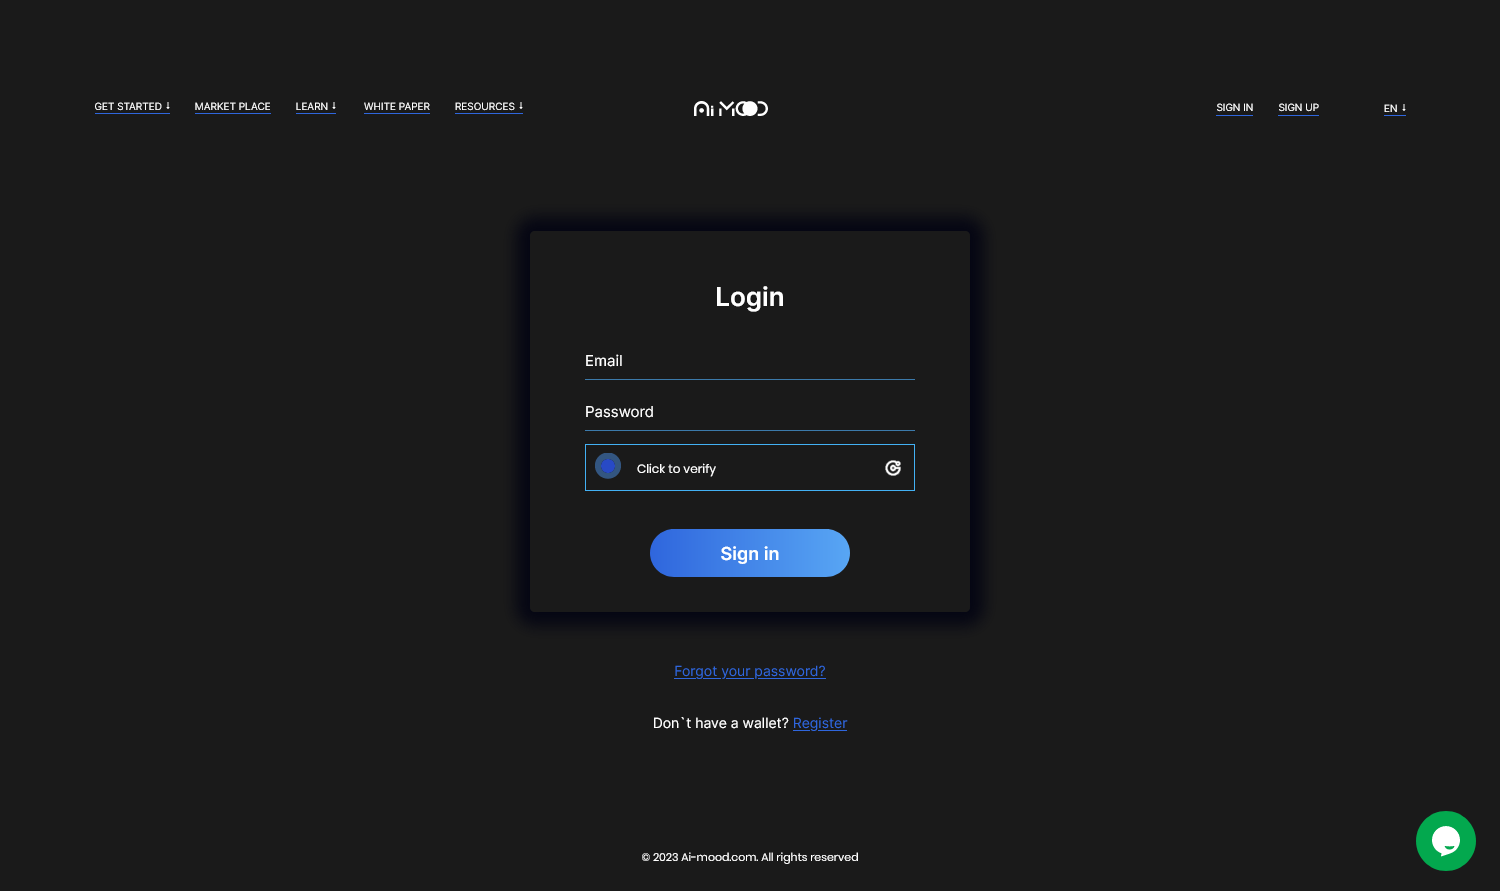 GET STARTED ↓ MARKET PLACE LEARN ↓ WHITE PAPER RESOURCES ↓ Ai MOOD SIGN IN SIGN UP EN ↓
Login
Email
Password
Click to verify
Sign in
Forgot your password?
Don`t have a wallet? Register
© 2023 Ai-mood.com. All rights reserved